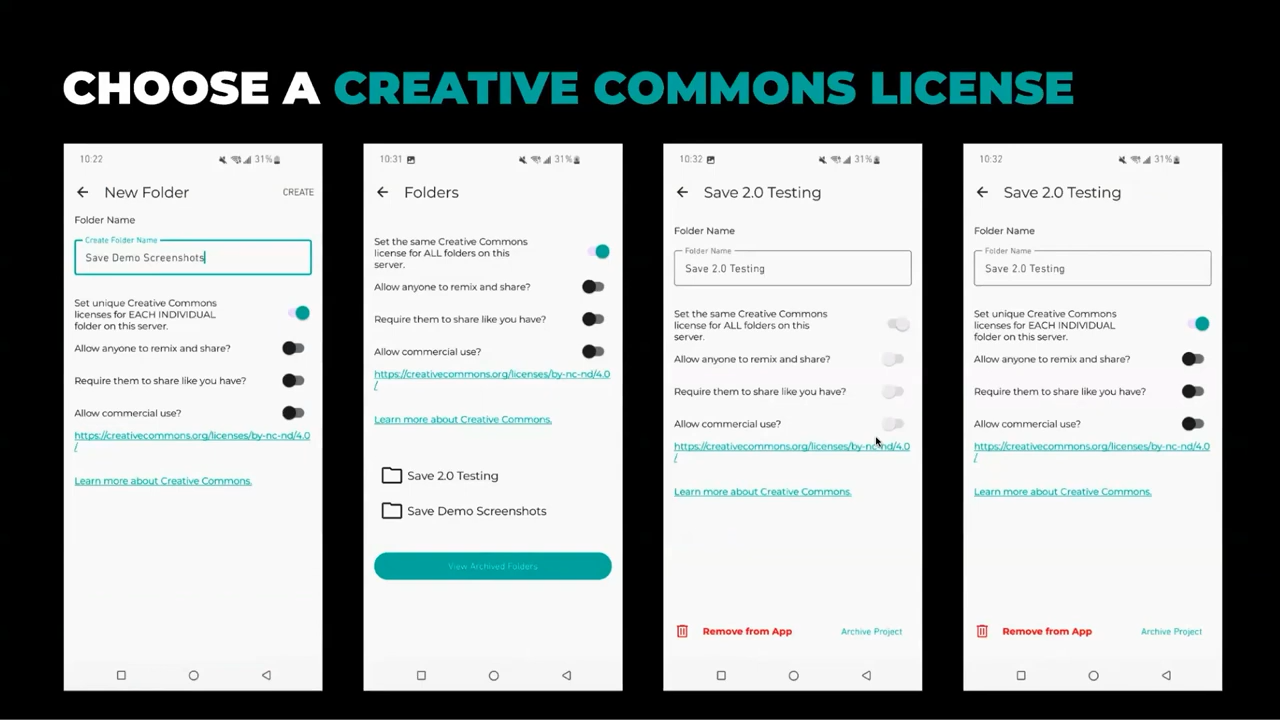 CHOOSE A CREATIVE COMMONS LICENSE
10:22
31%
New Folder
CREATE
Folder Name
Create Folder Name
Save Demo Screenshots
Set unique Creative Commons
licenses for EACH INDIVIDUAL
folder on this server.
Allow anyone to remix and share?
Require them to share like you have?
Allow commercial use?
https://creativecommons.org/licenses/by-nc-nd/4.0
/
Learn more about Creative Commons.
10:31
31%
Folders
Set the same Creative Commons
license for ALL folders on this
server.
Allow anyone to remix and share?
Require them to share like you have?
Allow commercial use?
https://creativecommons.org/licenses/by-nc-nd/4.0
/
Learn more about Creative Commons.
Save 2.0 Testing
Save Demo Screenshots
View Archived Folders
10:32
31%
Save 2.0 Testing
Folder Name
Folder Name
Save 2.0 Testing
Set the same Creative Commons
license for ALL folders on this
server.
Allow anyone to remix and share?
Require them to share like you have?
Allow commercial use?
https://creativecommons.org/licenses/by-nc-nd/4.0
/
Learn more about Creative Commons.
Remove from App
Archive Project
10:32
31%
Save 2.0 Testing
Folder Name
Folder Name
Save 2.0 Testing
Set unique Creative Commons
licenses for EACH INDIVIDUAL
folder on this server.
Allow anyone to remix and share?
Require them to share like you have?
Allow commercial use?
https://creativecommons.org/licenses/by-nc-nd/4.0
/
Learn more about Creative Commons.
Remove from App
Archive Project